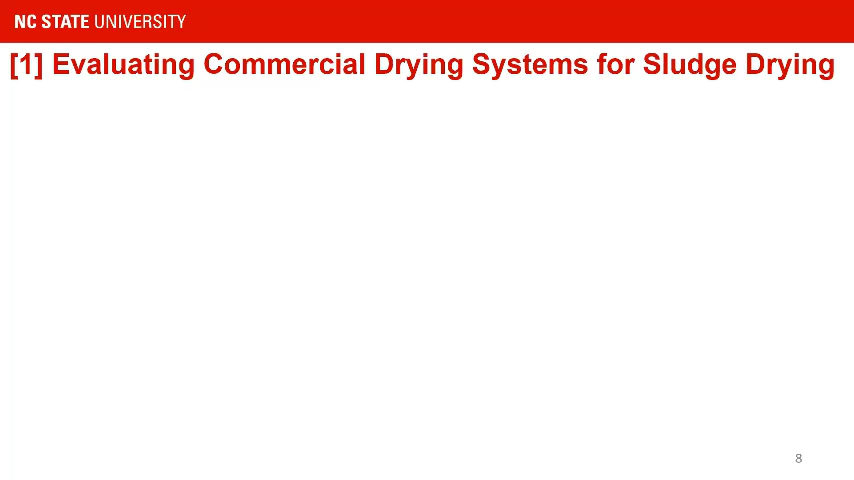 NC STATE UNIVERSITY
[1] Evaluating Commercial Drying Systems for Sludge Drying
8